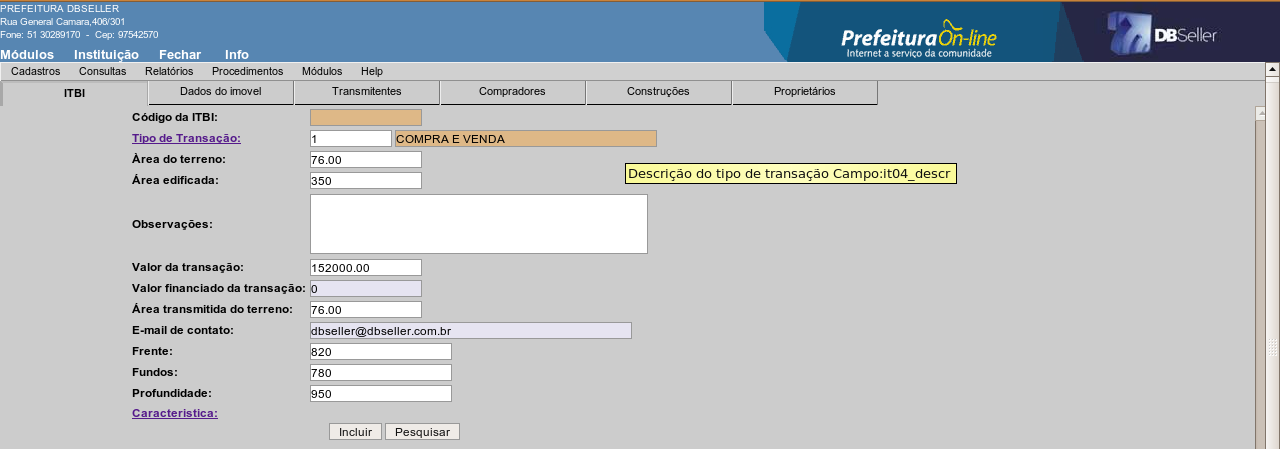 PREFEITURA DBSELLER
Rua General Camara,406/301
Fone: 51 30289170 - Cep: 97542570
Prefeitura On-line
Internet a serviço da comunidade
DBSeller
Módulos Instituição Fechar Info
Cadastros Consultas Relatórios Procedimentos Módulos Help
ITBI Dados do imovel Transmitentes Compradores Construções Proprietários
Código da ITBI:
Tipo de Transação: 1 COMPRA E VENDA
Àrea do terreno: 76.00
Descrição do tipo de transação Campo:it04_descr
Área edificada: 350
Observações:
Valor da transação: 152000.00
Valor financiado da transação: 0
Área transmitida do terreno: 76.00
E-mail de contato: dbseller@dbseller.com.br
Frente: 820
Fundos: 780
Profundidade: 950
Caracteristica:
Incluir Pesquisar